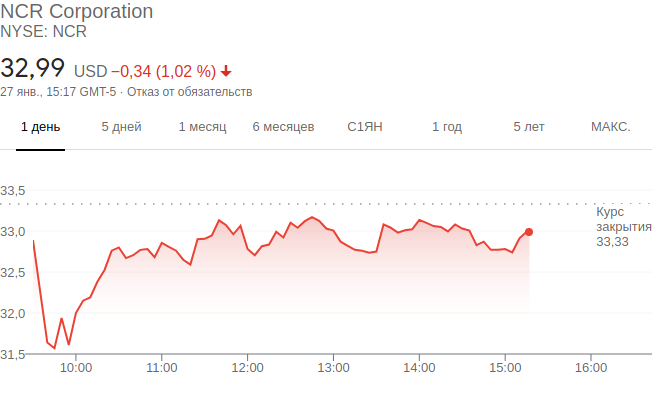 NCR Corporation
NYSE: NCR
32,99 USD −0,34 (1,02 %)
27 янв., 15:17 GMT-5 · Отказ от обязательств
1 день 5 дней 1 месяц 6 месяцев С1ЯН 1 год 5 лет МАКС.
33,5
Курс
закрытия
33,33
33,0
32,5
32,0
31,5
10:00 11:00 12:00 13:00 14:00 15:00 16:00